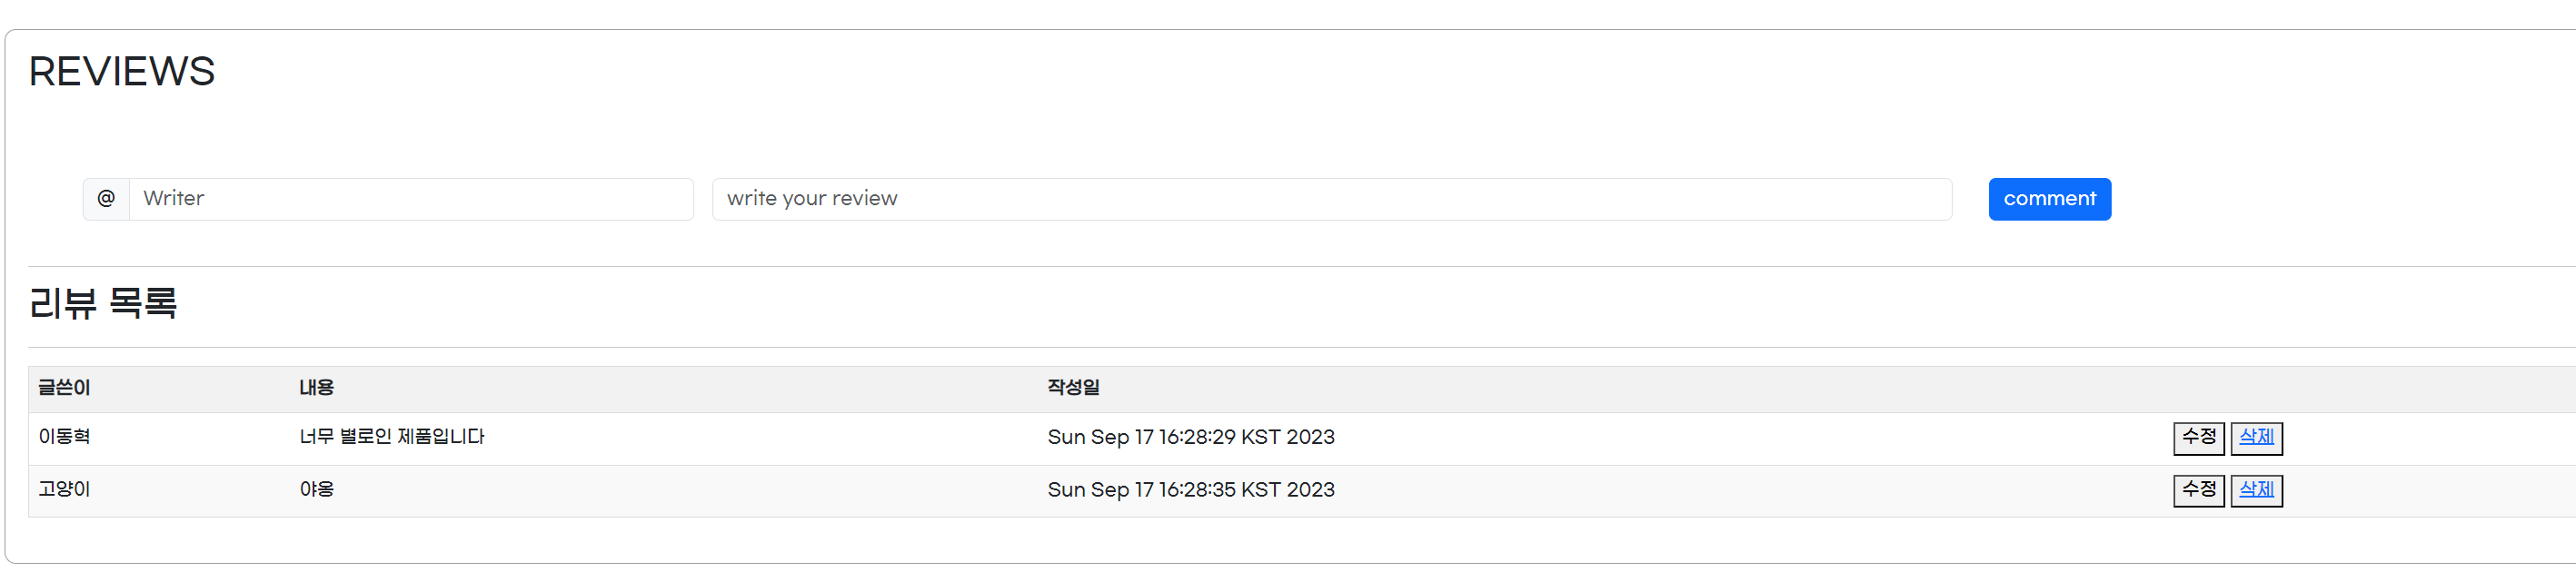 REVIEWS
@ Writer write your review comment
리뷰 목록
글쓴이 내용 작성일
이동혁 너무 별로인 제품입니다 Sun Sep 17 16:28:29 KST 2023 수정 삭제
고양이 야옹 Sun Sep 17 16:28:35 KST 2023 수정 삭제